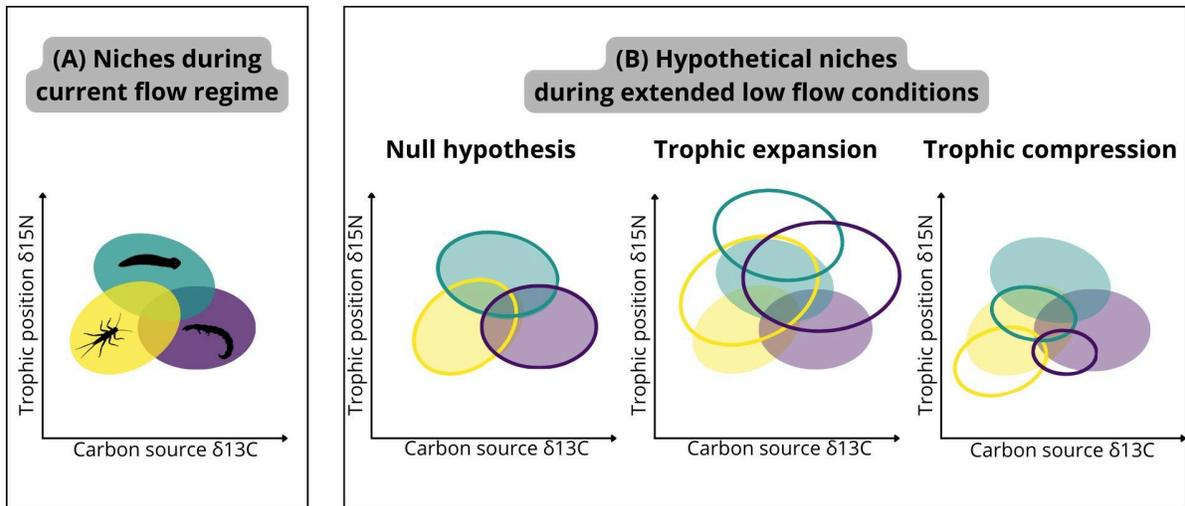 (A) Niches during
current flow regime
Trophic position δ15N
Carbon source δ13C
(B) Hypothetical niches
during extended low flow conditions
Null hypothesis
Trophic position δ15N
Carbon source δ13C
Trophic expansion
Trophic position δ15N
Carbon source δ13C
Trophic compression
Trophic position δ15N
Carbon source δ13C